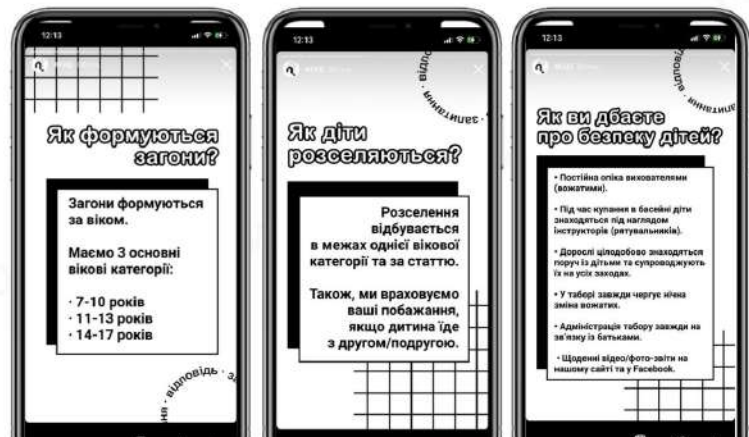 12:13
Як формуються
загони?
Загони формуються
за віком.
Маємо 3 основні
вікові категорії:
· 7-10 років
· 11-13 років
· 14-17 років
відповідь
12:13
відпо
запитання
Як діти
розселяються?
Розселення
відбувається
в межах однієї вікової
категорії та за статтю.
Також, ми враховуємо
ваші побажання,
якщо дитина їде
з другом/подругою.
12:13
відпові
запитання
Як ви дбаєте
про безпеку дітей?
• Постійна опіка вихователями
(вожатими).
• Під час купання в басейні діти
знаходяться під наглядом
інструкторів (рятувальників).
• Дорослі цілодобово знаходяться
поруч із дітьми та супроводжують
їх на усіх заходах.
• У таборі завжди чергує нічна
зміна вожатих.
• Адміністрація табору завжди на
зв'язку із батьками.
• Щоденні відео/фото-звіти на
нашому сайті та у Facebook.